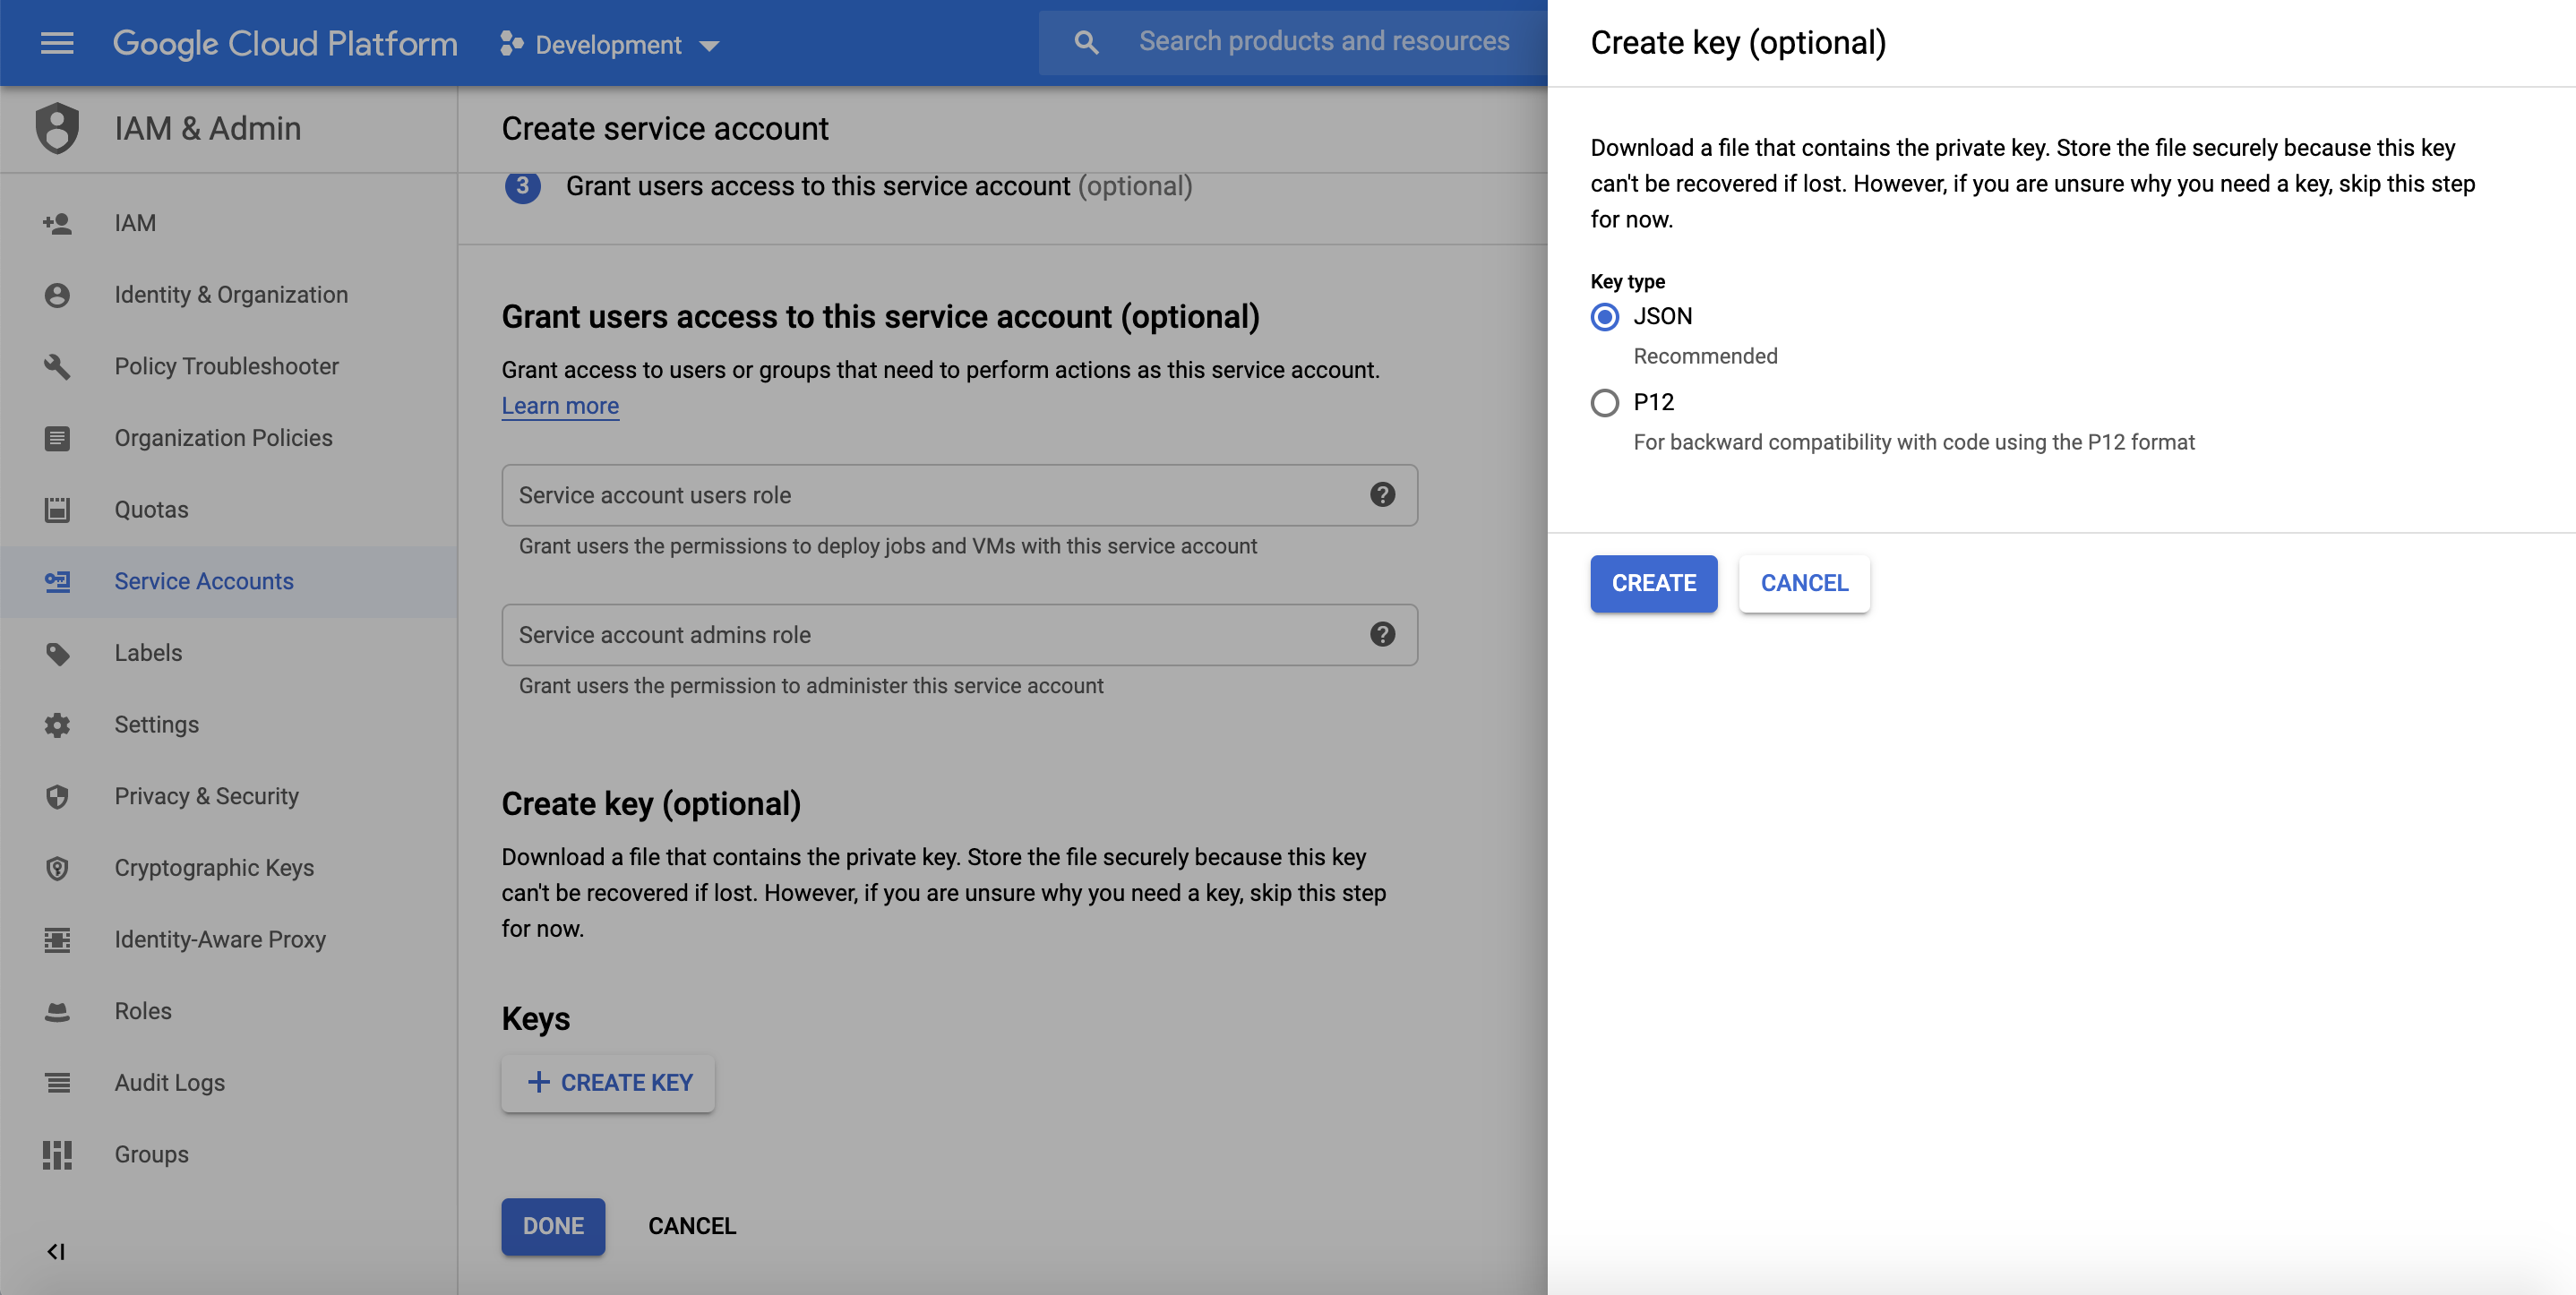 Google Cloud Platform
Development
Search products and resources
IAM & Admin
IAM
Identity & Organization
Policy Troubleshooter
Organization Policies
Quotas
Service Accounts
Labels
Settings
Privacy & Security
Cryptographic Keys
Identity-Aware Proxy
Roles
Audit Logs
Groups
Create service account
3 Grant users access to this service account (optional)
Grant users access to this service account (optional)
Grant access to users or groups that need to perform actions as this service account.
Learn more
Service account users role
Grant users the permissions to deploy jobs and VMs with this service account
Service account admins role
Grant users the permission to administer this service account
Create key (optional)
Download a file that contains the private key. Store the file securely because this key
can't be recovered if lost. However, if you are unsure why you need a key, skip this step
for now.
Keys
+ CREATE KEY
DONE CANCEL
Create key (optional)
Download a file that contains the private key. Store the file securely because this key
can't be recovered if lost. However, if you are unsure why you need a key, skip this step
for now.
Key type
JSON
Recommended
P12
For backward compatibility with code using the P12 format
CREATE CANCEL